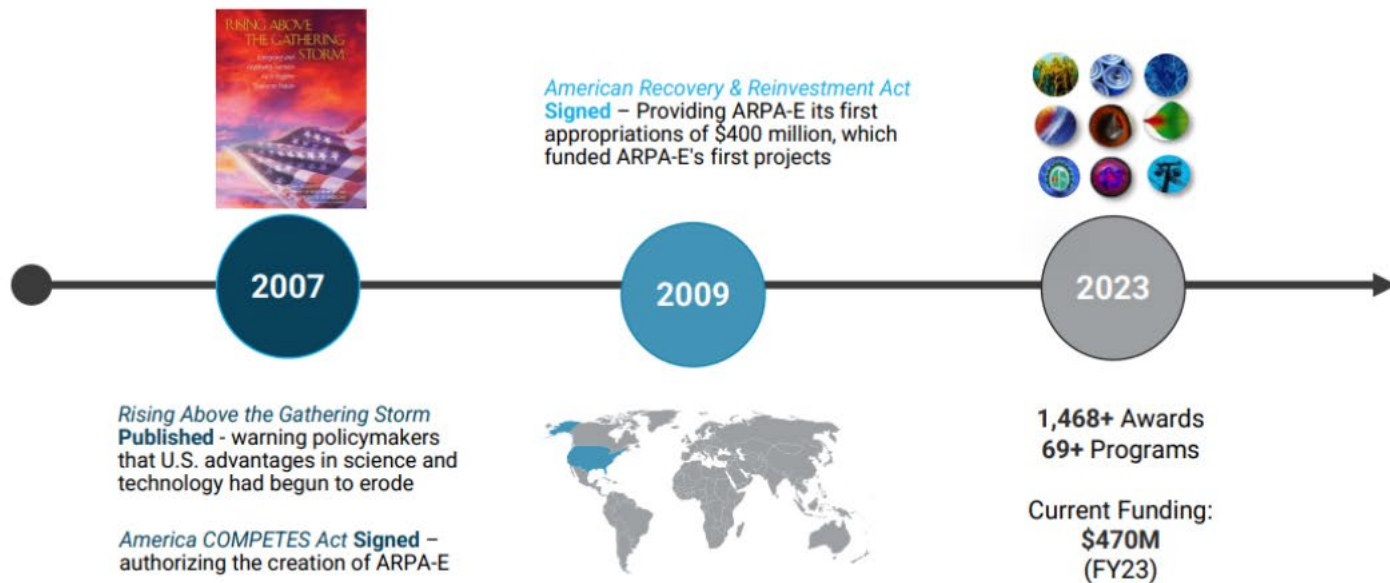 RISING ABOVE
THE GATHERING
STORM
American Recovery & Reinvestment Act
Signed – Providing ARPA-E its first
appropriations of $400 million, which
funded ARPA-E's first projects
2007
2009
2023
Rising Above the Gathering Storm
Published - warning policymakers
that U.S. advantages in science and
technology had begun to erode
America COMPETES Act Signed –
authorizing the creation of ARPA-E
1,468+ Awards
69+ Programs
Current Funding:
$470M
(FY23)